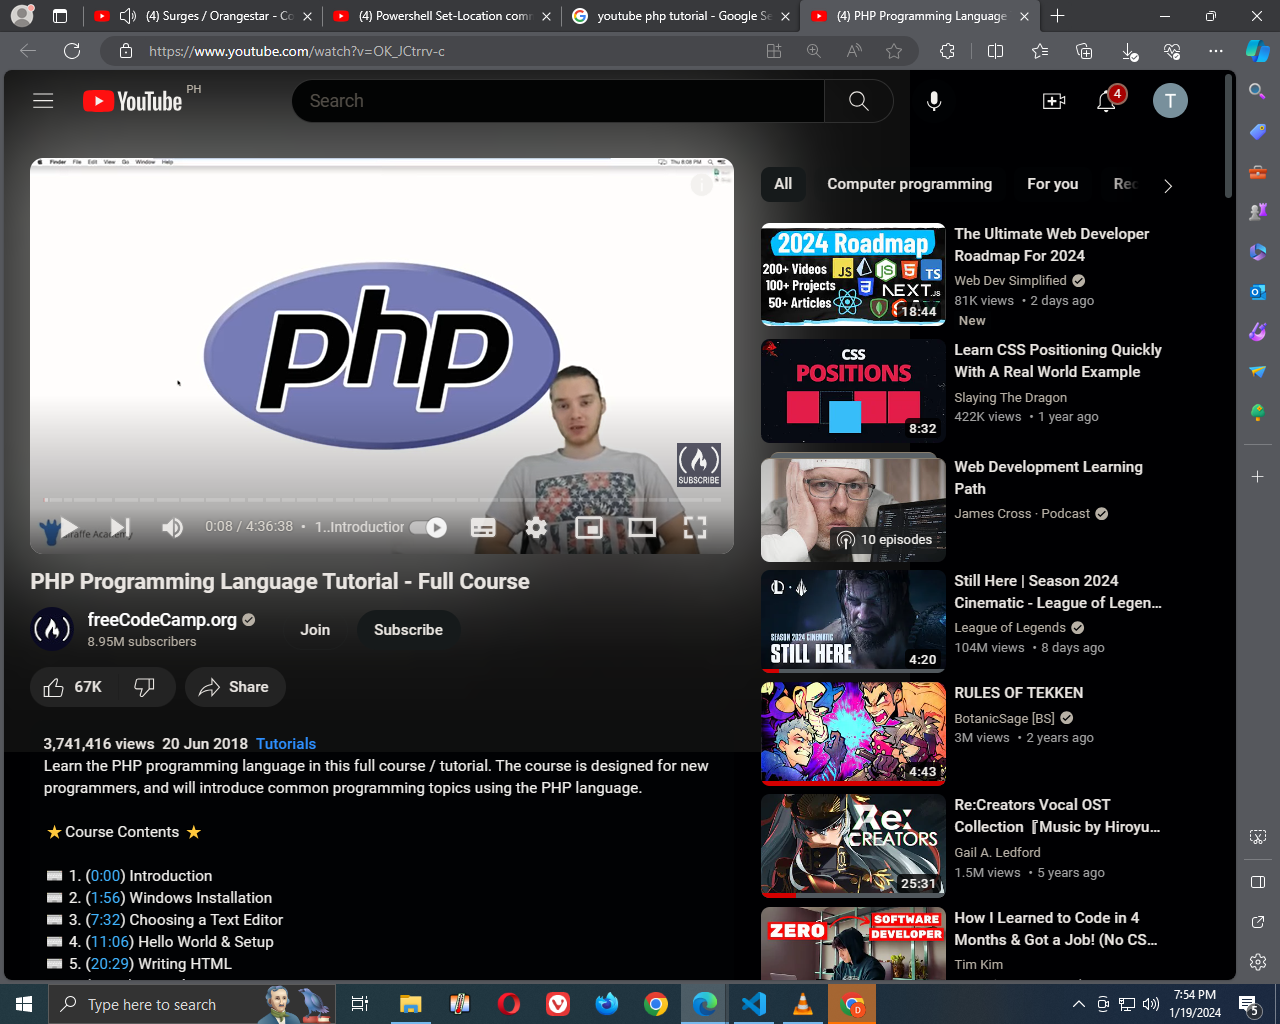 (4) Surges / Orangestar - Co
(4) Powershell Set-Location com
youtube php tutorial - Google Se
(4) PHP Programming Language
https://www.youtube.com/watch?v=OK_JCtrrv-c
YouTube PH
Search
4
T
Finder File Edit View Go Window Help
Thu 8:08 PM
php
SUBSCRIBE
0:08 / 4:36:38 • 1..Introduction
PHP Programming Language Tutorial - Full Course
freeCodeCamp.org
8.95M subscribers
Join
Subscribe
67K
Share
3,741,416 views 20 Jun 2018 Tutorials
Learn the PHP programming language in this full course / tutorial. The course is designed for new
programmers, and will introduce common programming topics using the PHP language.
⭐️ Course Contents ⭐️
⌨️ 1. (0:00) Introduction
⌨️ 2. (1:56) Windows Installation
⌨️ 3. (7:32) Choosing a Text Editor
⌨️ 4. (11:06) Hello World & Setup
⌨️ 5. (20:29) Writing HTML
All
Computer programming
For you
Rec
2024 Roadmap
200+ Videos
100+ Projects
50+ Articles
JS
TS
NEXT.JS
18:44
The Ultimate Web Developer
Roadmap For 2024
Web Dev Simplified
81K views • 2 days ago
New
CSS
POSITIONS
8:32
Learn CSS Positioning Quickly
With A Real World Example
Slaying The Dragon
422K views • 1 year ago
10 episodes
Web Development Learning
Path
James Cross · Podcast
SEASON 2024 CINEMATIC
STILL HERE
4:20
Still Here | Season 2024
Cinematic - League of Legen...
League of Legends
104M views • 8 days ago
4:43
RULES OF TEKKEN
BotanicSage [BS]
3M views • 2 years ago
Re:
CREATORS
25:31
Re:Creators Vocal OST
Collection『Music by Hiroyu...
Gail A. Ledford
1.5M views • 5 years ago
ZERO
SOFTWARE
DEVELOPER
How I Learned to Code in 4
Months & Got a Job! (No CS...
Tim Kim
Type here to search
D
7:54 PM
1/19/2024
5